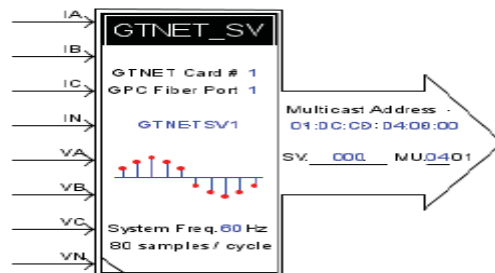 GTNET_SV
IA
IB
IC
IN
VA
VB
VC
VN
GTNET Card # 1
GPC Fiber Port 1
GTNETSV1
System Freq. 60 Hz
80 samples / cycle
Multicast Address -
01:0C:CD:04:00:00
SV 000 MU 0401